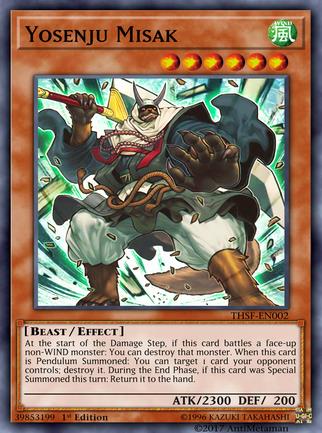 YOSENJU MISAK
WIND
風
THSF-EN002
[BEAST / EFFECT]
At the start of the Damage Step, if this card battles a face-up
non-WIND monster: You can destroy that monster. When this card
is Pendulum Summoned: You can target 1 card your opponent
controls; destroy it. During the End Phase, if this card was Special
Summoned this turn: Return it to the hand.
ATK/2300 DEF/ 200
39853199 1st Edition ©1996 KAZUKI TAKAHASHI
©2017 AntiMetaman